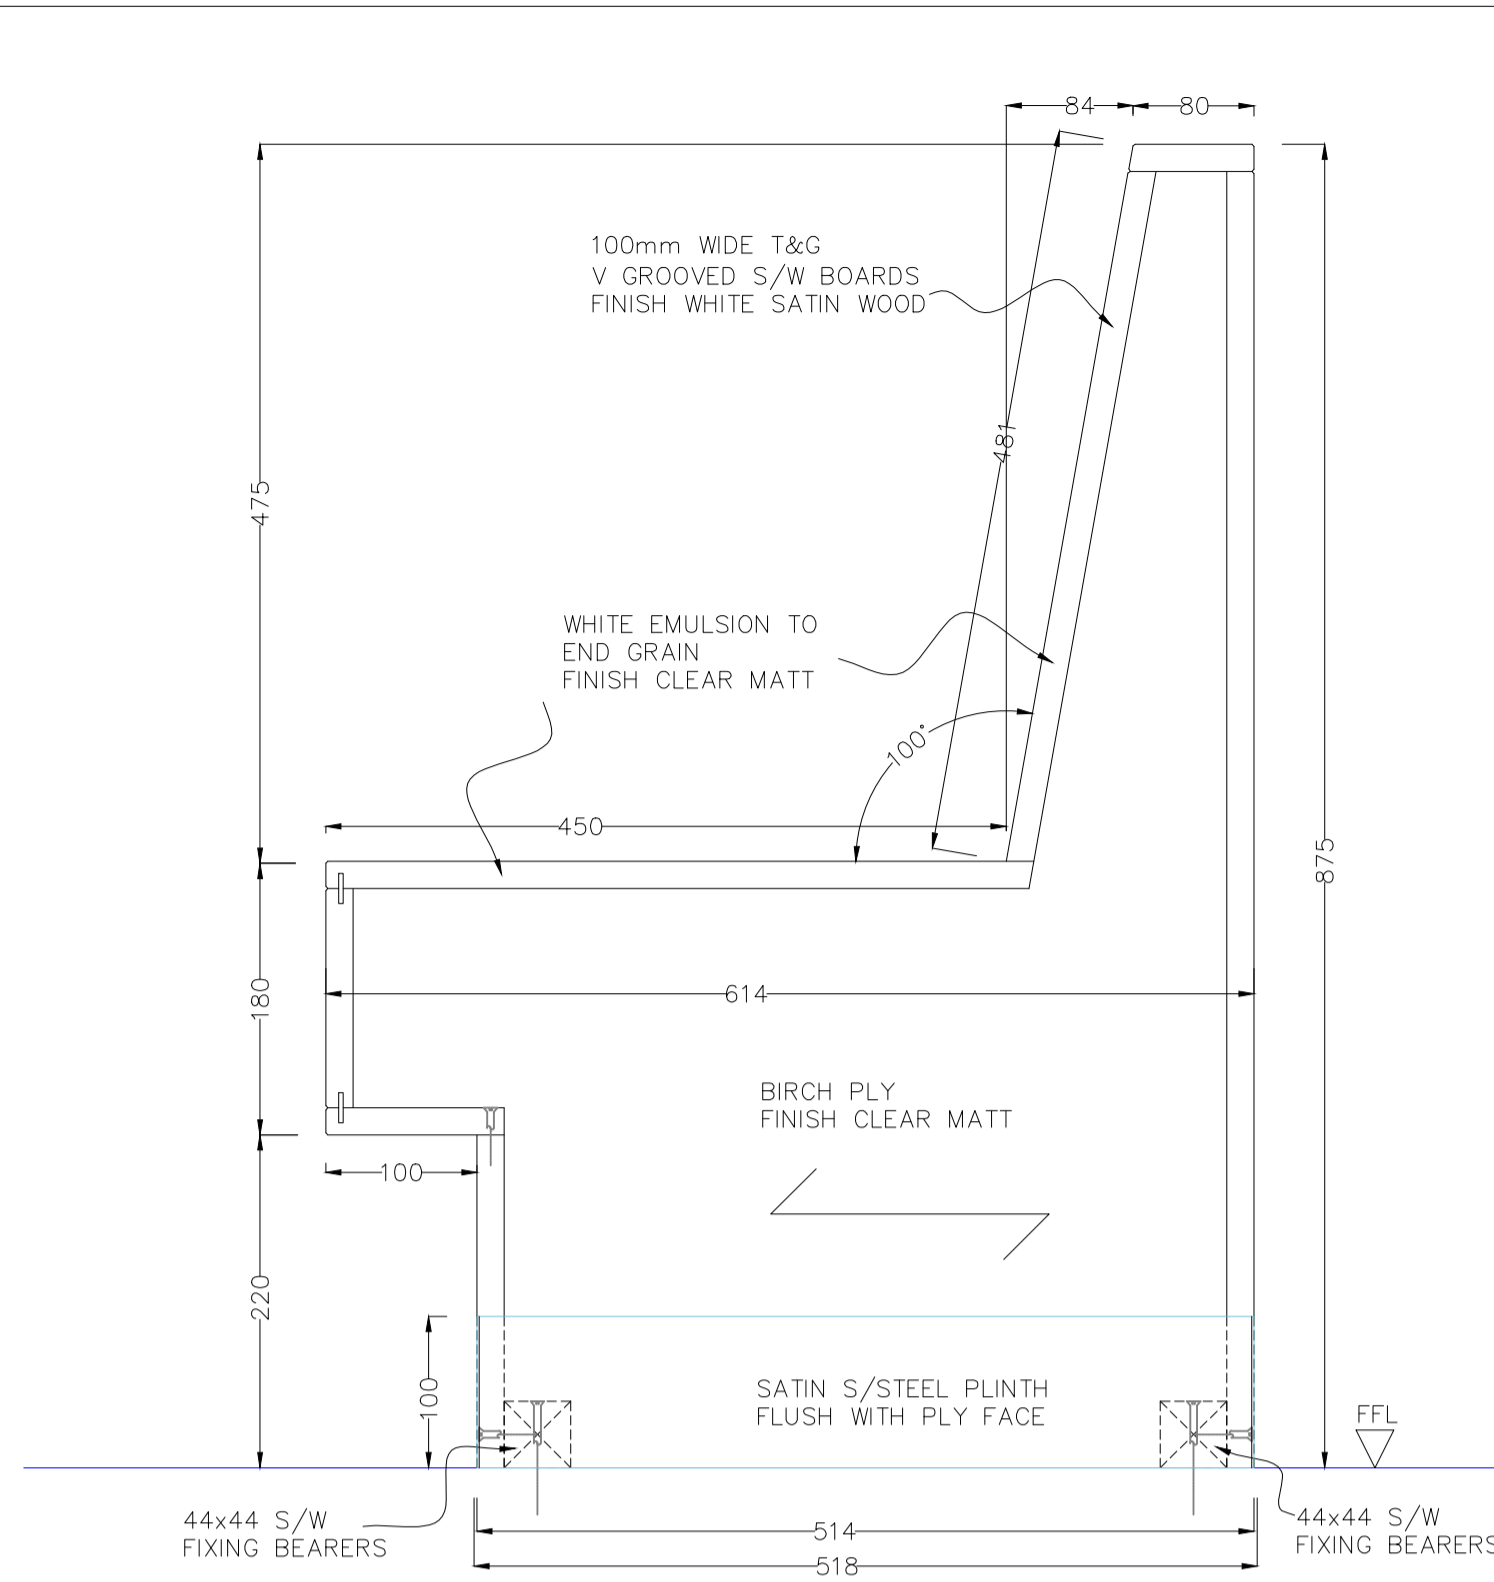 84
80
100mm WIDE T&G
V GROOVED S/W BOARDS
FINISH WHITE SATIN WOOD
481
475
WHITE EMULSION TO
END GRAIN
FINISH CLEAR MATT
100°
450
875
180
614
BIRCH PLY
FINISH CLEAR MATT
100
220
100
SATIN S/STEEL PLINTH
FLUSH WITH PLY FACE
FFL
44x44 S/W
FIXING BEARERS
514
518
44x44 S/W
FIXING BEARERS